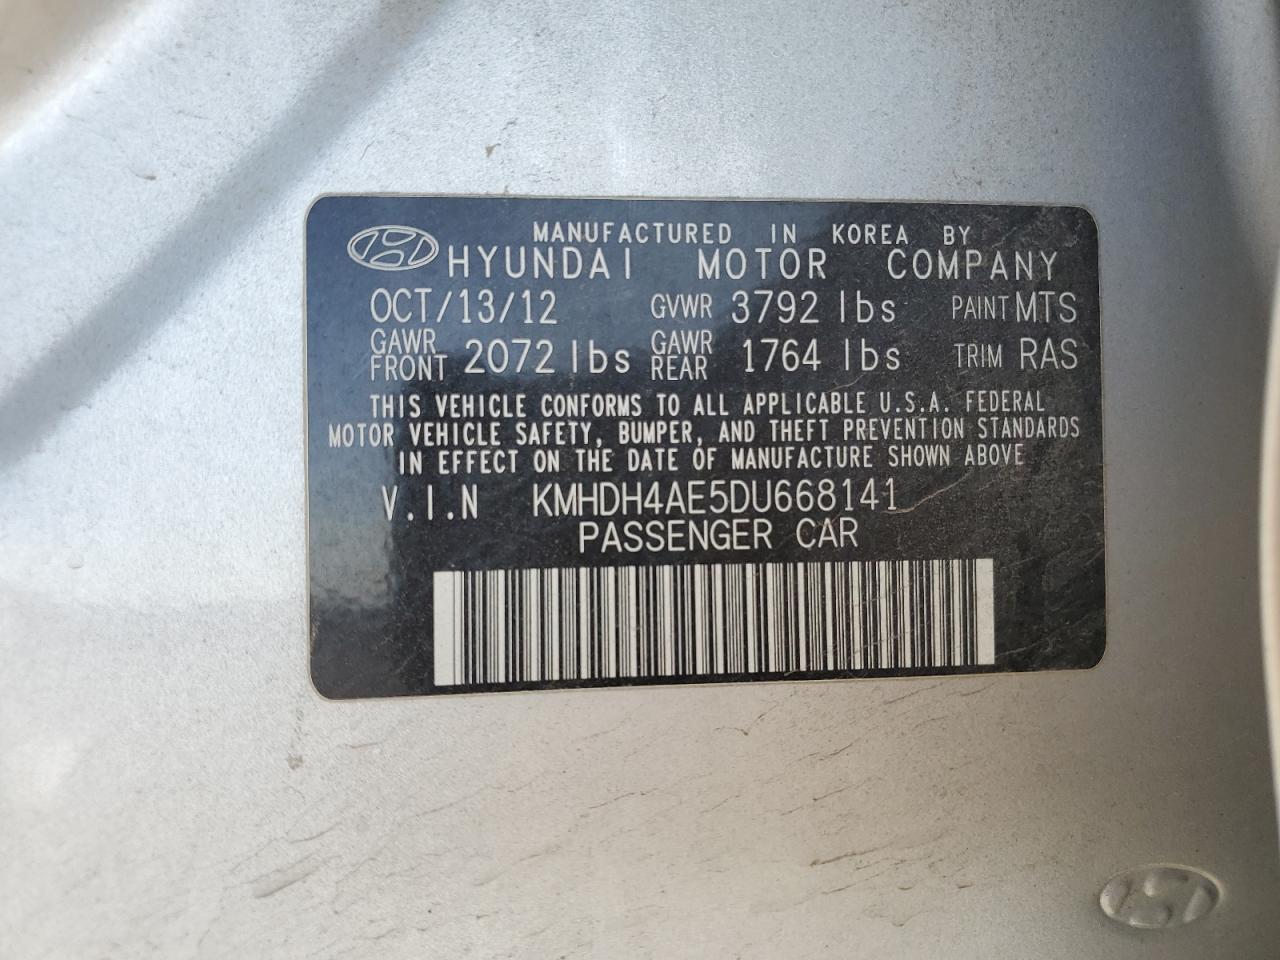 MANUFACTURED IN KOREA BY
HYUNDAI MOTOR COMPANY
OCT/13/12 GVWR 3792 lbs PAINT MTS
GAWR FRONT 2072 lbs GAWR REAR 1764 lbs TRIM RAS
THIS VEHICLE CONFORMS TO ALL APPLICABLE U.S.A. FEDERAL
MOTOR VEHICLE SAFETY, BUMPER, AND THEFT PREVENTION STANDARDS
IN EFFECT ON THE DATE OF MANUFACTURE SHOWN ABOVE
V.I.N KMHDH4AE5DU668141
PASSENGER CAR